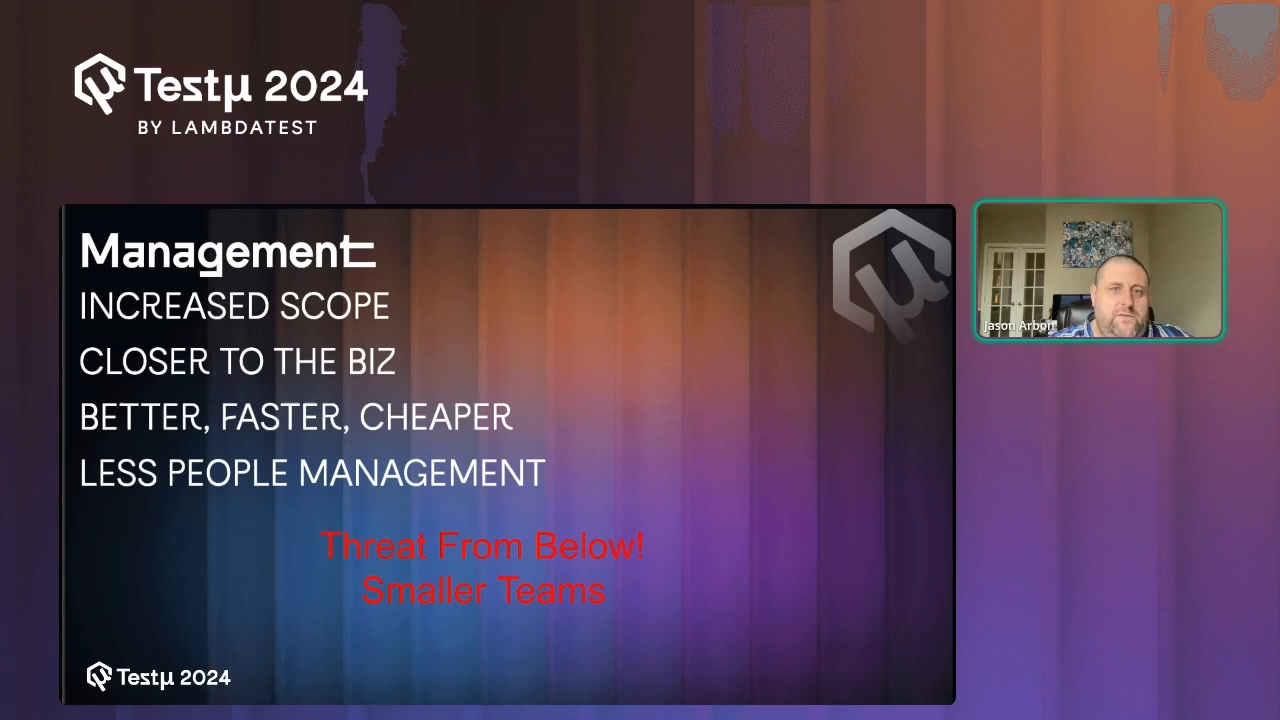 Testμ 2024
BY LAMBDATEST
Management
INCREASED SCOPE
CLOSER TO THE BIZ
BETTER, FASTER, CHEAPER
LESS PEOPLE MANAGEMENT
Threat From Below!
Smaller Teams
Testμ 2024
Jason Arbon